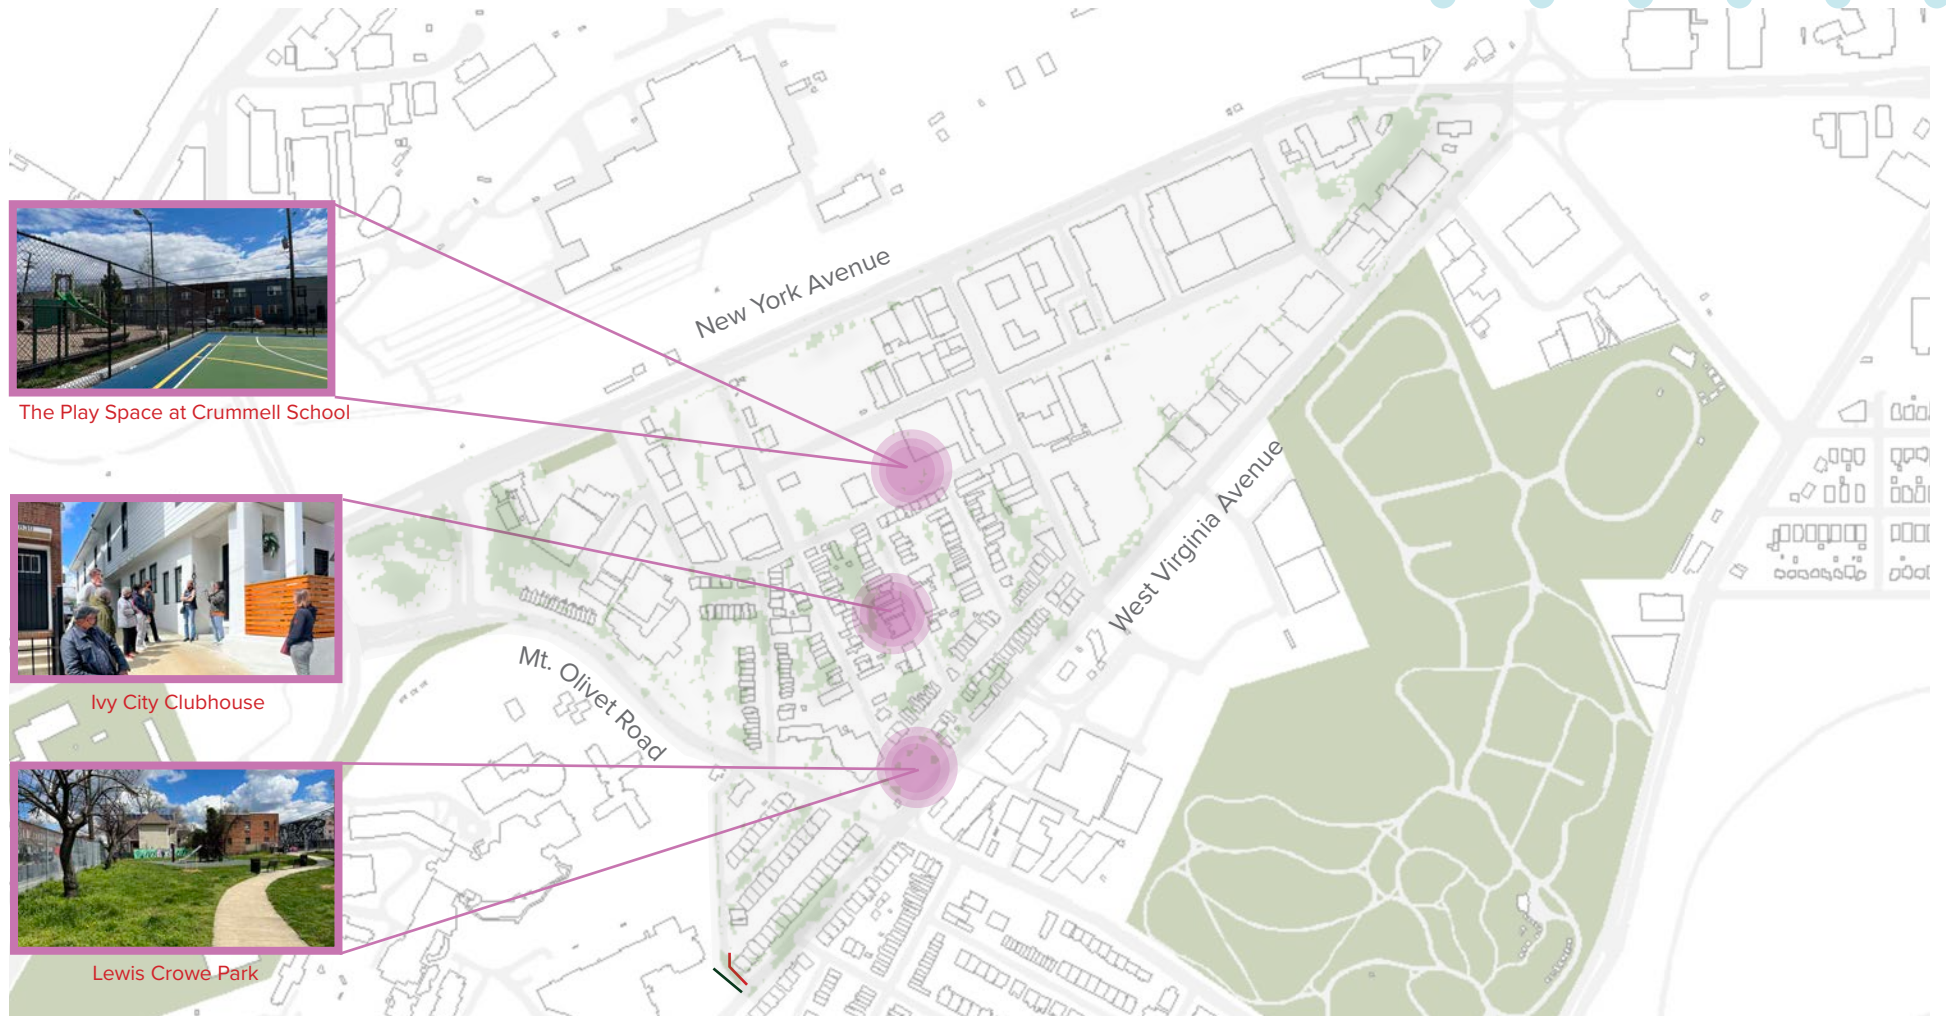 New York Avenue
The Play Space at Crummell School
West Virginia Avenue
Mt. Olivet Road
Ivy City Clubhouse
Lewis Crowe Park